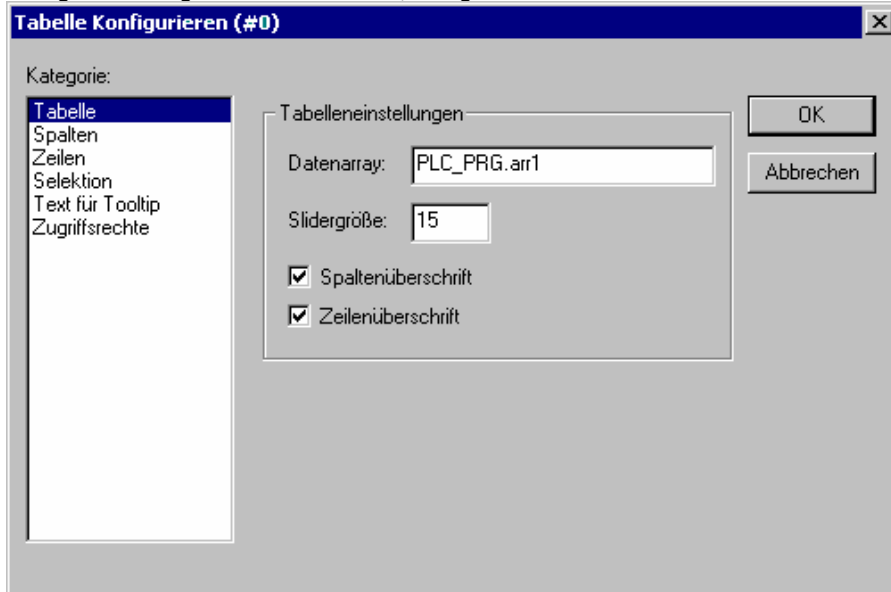 Tabelle Konfigurieren (#0)
Kategorie:
Tabelle
Spalten
Zeilen
Selektion
Text für Tooltip
Zugriffsrechte
Tabelleneinstellungen
Datenarray: PLC_PRG.arr1
Slidergröße: 15
Spaltenüberschrift
Zeilenüberschrift
OK
Abbrechen